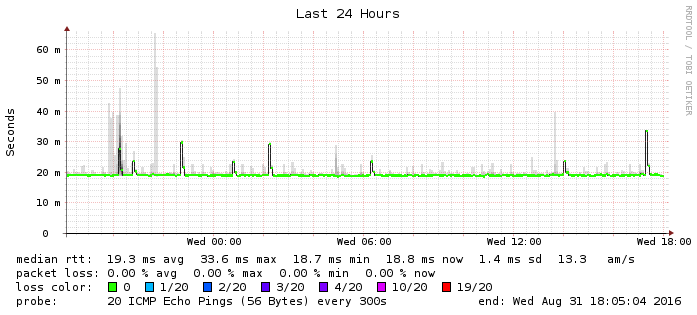 Last 24 Hours
RRDTOOL / TOBI OETIKER
Seconds
60 m
50 m
40 m
30 m
20 m
10 m
0
Wed 00:00 Wed 06:00 Wed 12:00 Wed 18:00
median rtt: 19.3 ms avg 33.6 ms max 18.7 ms min 18.8 ms now 1.4 ms sd 13.3 am/s
packet loss: 0.00 % avg 0.00 % max 0.00 % min 0.00 % now
loss color: 0 1/20 2/20 3/20 4/20 10/20 19/20
probe: 20 ICMP Echo Pings (56 Bytes) every 300s end: Wed Aug 31 18:05:04 2016